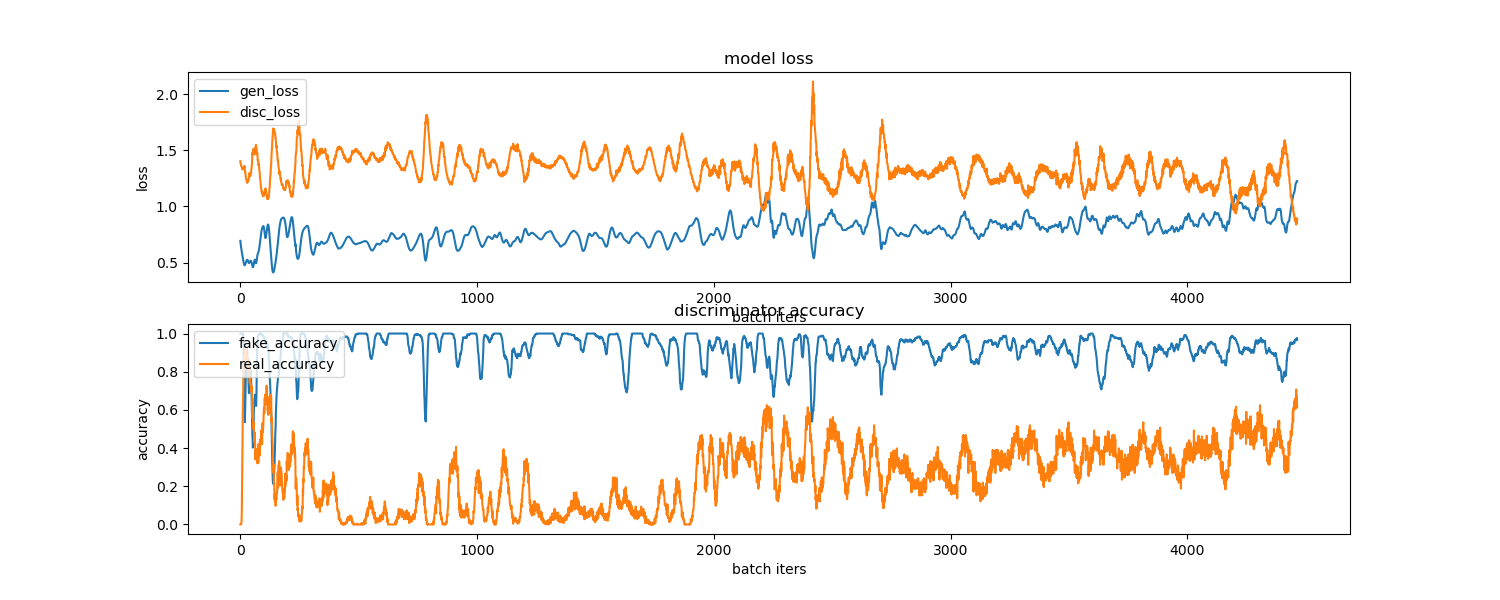 model loss
gen_loss
disc_loss
loss
2.0
1.5
1.0
0.5
0 1000 2000 3000 4000
batch iters
discriminator accuracy
fake_accuracy
real_accuracy
accuracy
1.0
0.8
0.6
0.4
0.2
0.0
0 1000 2000 3000 4000
batch iters